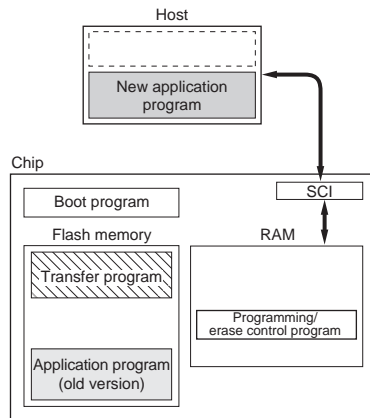 Host
New application
program
Chip
SCI
Boot program
Flash memory
RAM
Transfer program
Programming/
erase control program
Application program
(old version)